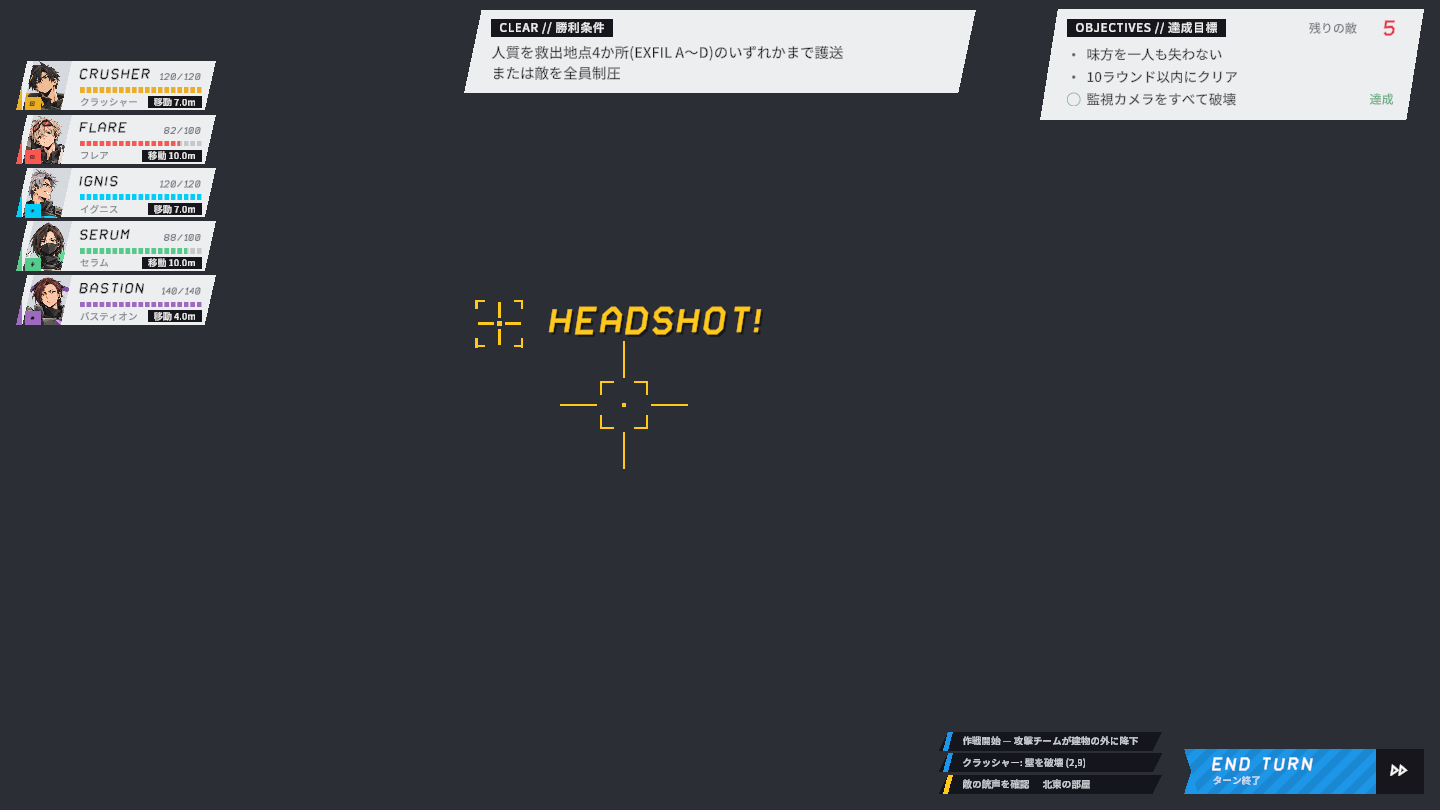 CLEAR // 勝利条件
人質を救出地点4か所(EXFIL A〜D)のいずれかまで護送
または敵を全員制圧
OBJECTIVES // 達成目標
残りの敵 5
・ 味方を一人も失わない
・ 10ラウンド以内にクリア
◯ 監視カメラをすべて破壊 達成
CRUSHER 120/120
クラッシャー 移動 7.0m
FLARE 82/100
フレア 移動 10.0m
IGNIS 120/120
イグニス 移動 7.0m
SERUM 88/100
セラム 移動 10.0m
BASTION 140/140
バスティオン 移動 4.0m
HEADSHOT!
作戦開始 — 攻撃チームが建物の外に降下
クラッシャー: 壁を破壊 (2,9)
敵の銃声を確認 北東の部屋
END TURN
ターン終了